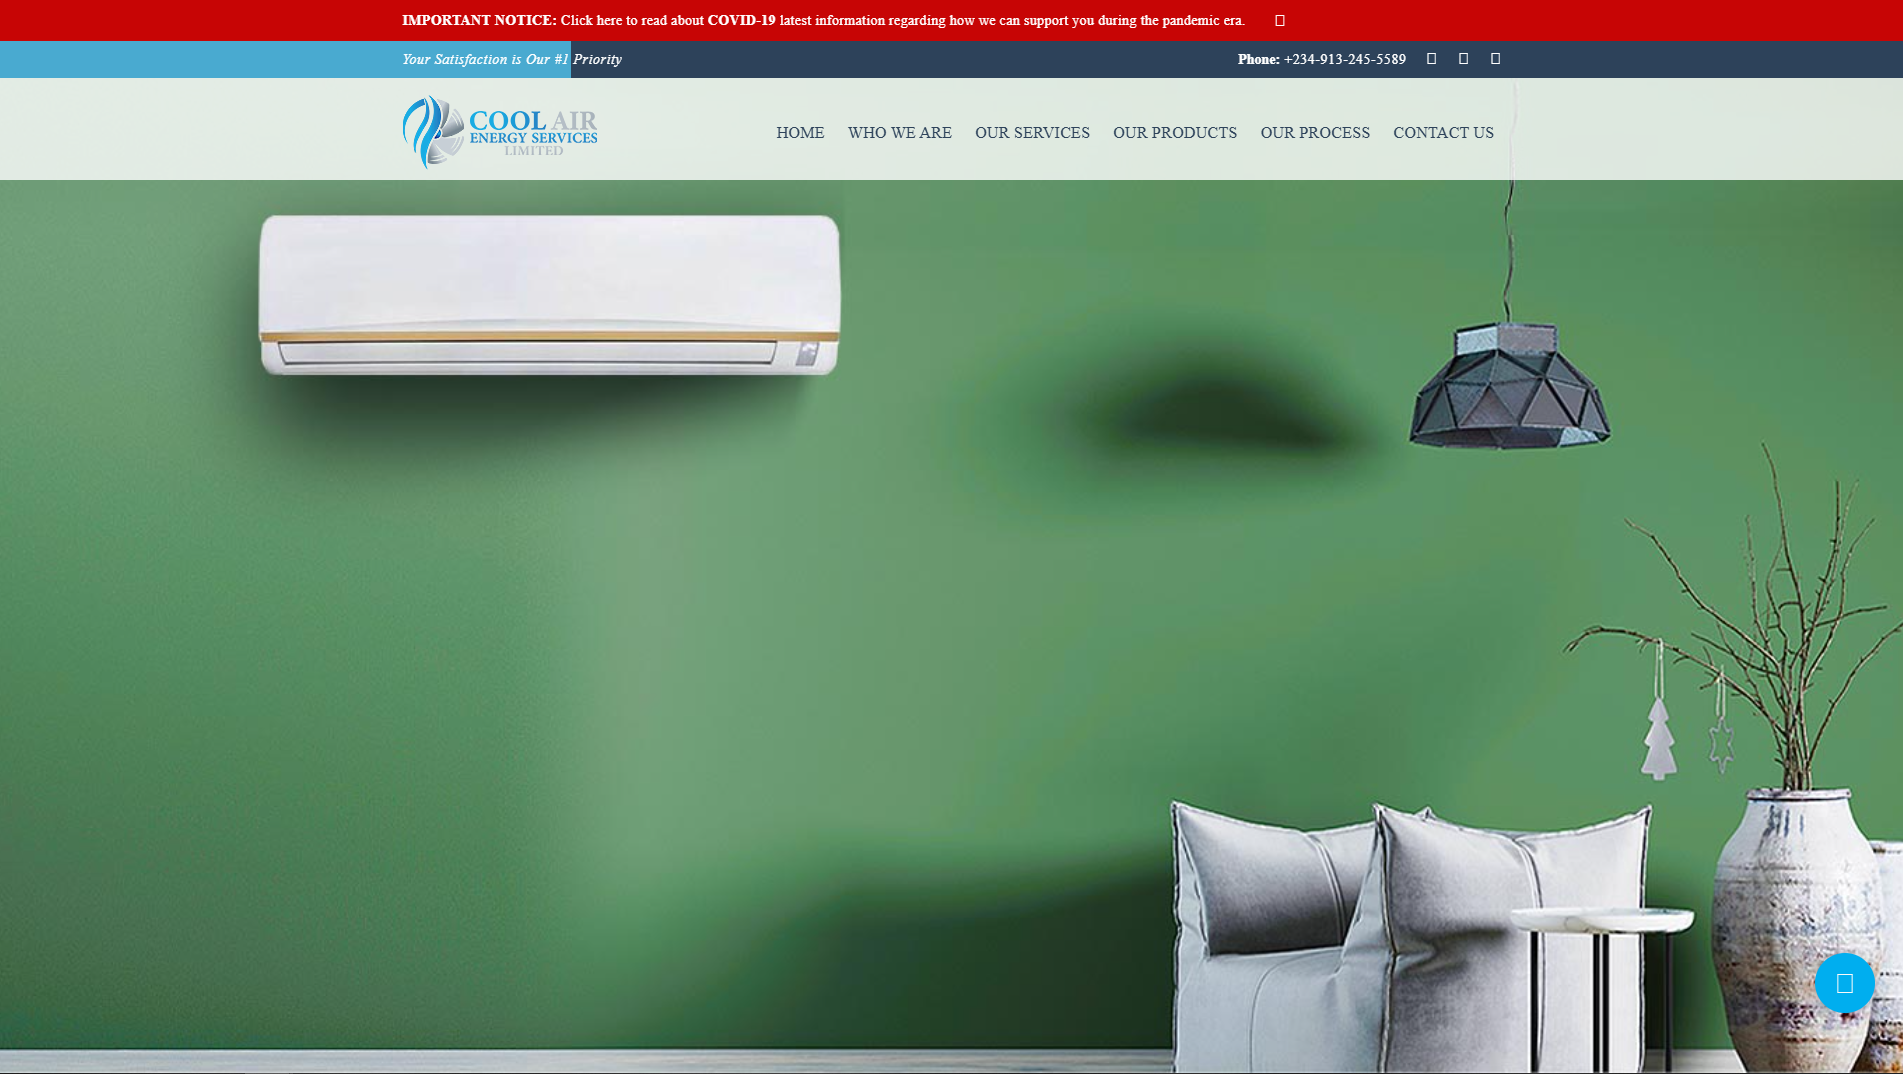 IMPORTANT NOTICE: Click here to read about COVID-19 latest information regarding how we can support you during the pandemic era.
Your Satisfaction is Our #1 Priority
Phone: +234-913-245-5589
COOL AIR
ENERGY SERVICES
LIMITED
HOME WHO WE ARE OUR SERVICES OUR PRODUCTS OUR PROCESS CONTACT US